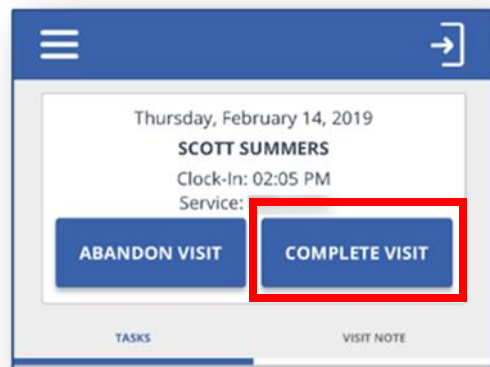 Thursday, February 14, 2019
SCOTT SUMMERS
Clock-In: 02:05 PM
Service:
ABANDON VISIT COMPLETE VISIT
TASKS VISIT NOTE